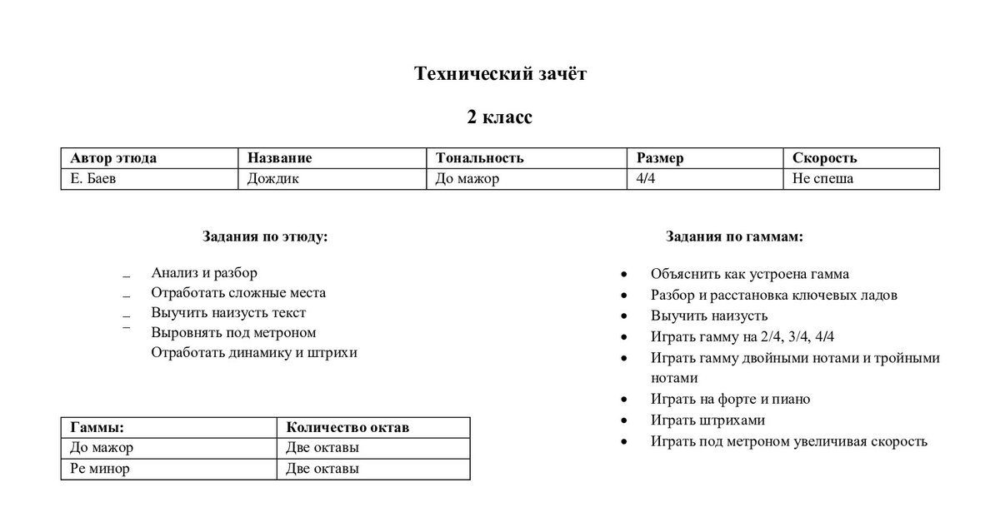 Технический зачёт
2 класс
Автор этюда Название Тональность Размер Скорость
Е. Баев Дождик До мажор 4/4 Не спеша
Задания по этюду:
_ Анализ и разбор
_ Отработать сложные места
_ Выучить наизусть текст
_ Выровнять под метроном
Отработать динамику и штрихи
Гаммы: Количество октав
До мажор Две октавы
Ре минор Две октавы
Задания по гаммам:
• Объяснить как устроена гамма
• Разбор и расстановка ключевых ладов
• Выучить наизусть
• Играть гамму на 2/4, 3/4, 4/4
• Играть гамму двойными нотами и тройными
нотами
• Играть на форте и пиано
• Играть штрихами
• Играть под метроном увеличивая скорость